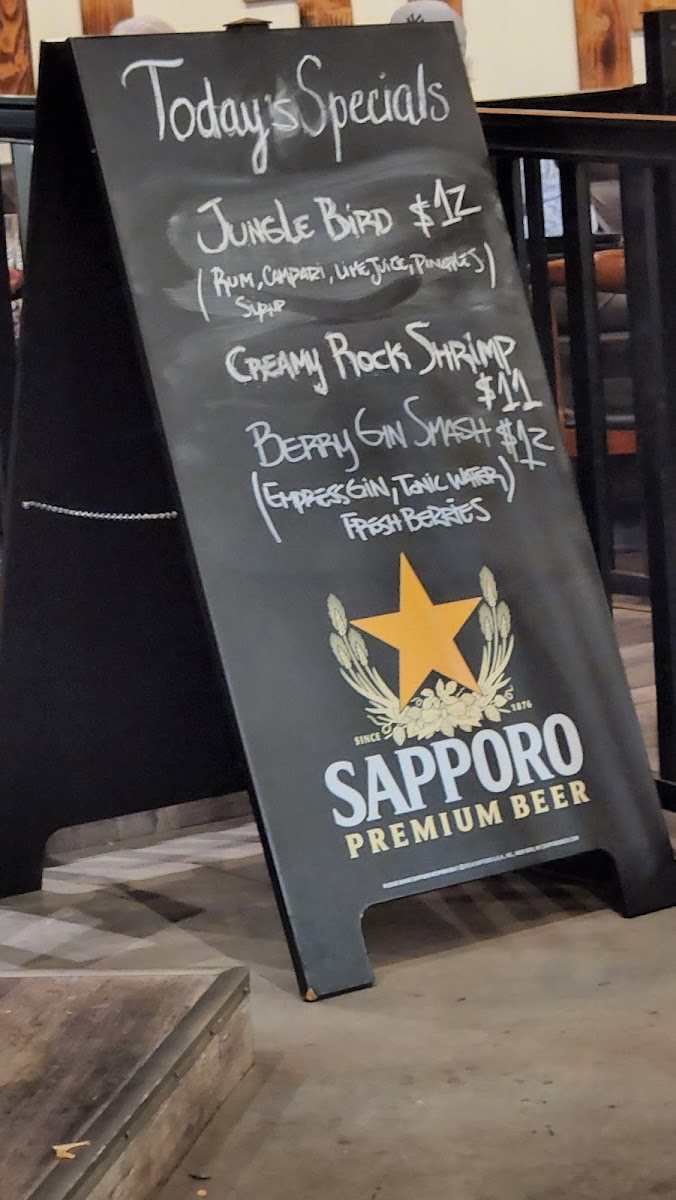 Today's Specials
JUNGLE BIRD $12
(RUM, CAMPARI, LIME JUICE, PINAPPLE J)
SYRUP
CREAMY ROCK SHRIMP
$11
BERRY GIN SMASH $12
(EMPRESS GIN, TONIC WATER)
FRESH BERRIES
SINCE 1876
SAPPORO
PREMIUM BEER